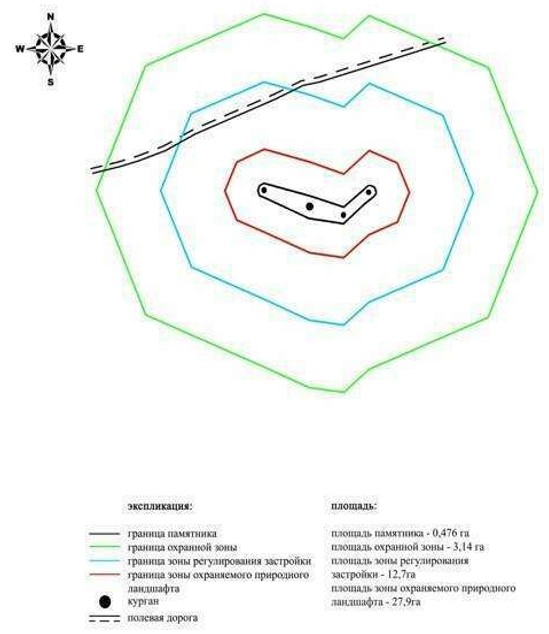 N
W E
S
экспликация:
граница памятника
граница охранной зоны
граница зоны регулирования застройки
граница зоны охраняемого природного
ландшафта
курган
полевая дорога
площадь:
площадь памятника - 0,476 га
площадь охранной зоны - 3,14 га
площадь зоны регулирования
застройки - 12,7га
площадь зоны охраняемого природного
ландшафта - 27,9га